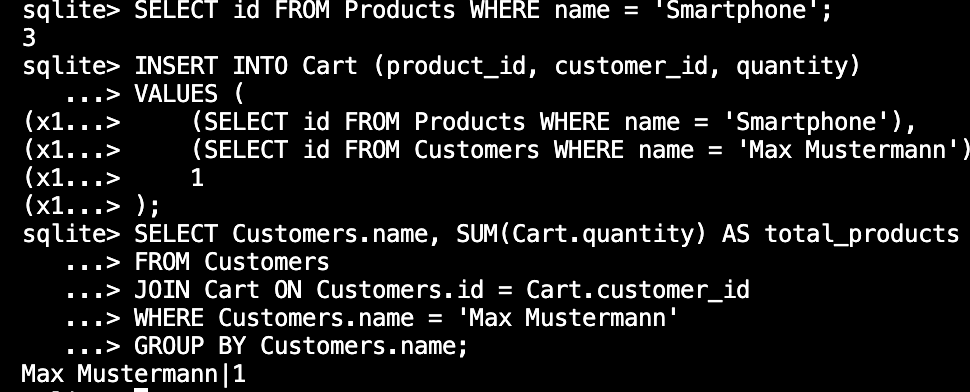 sqlite> SELECT id FROM Products WHERE name = 'Smartphone';
3
sqlite> INSERT INTO Cart (product_id, customer_id, quantity)
   ...> VALUES (
(x1...>     (SELECT id FROM Products WHERE name = 'Smartphone'),
(x1...>     (SELECT id FROM Customers WHERE name = 'Max Mustermann')
(x1...>     1
(x1...> );
sqlite> SELECT Customers.name, SUM(Cart.quantity) AS total_products
   ...> FROM Customers
   ...> JOIN Cart ON Customers.id = Cart.customer_id
   ...> WHERE Customers.name = 'Max Mustermann'
   ...> GROUP BY Customers.name;
Max Mustermann|1